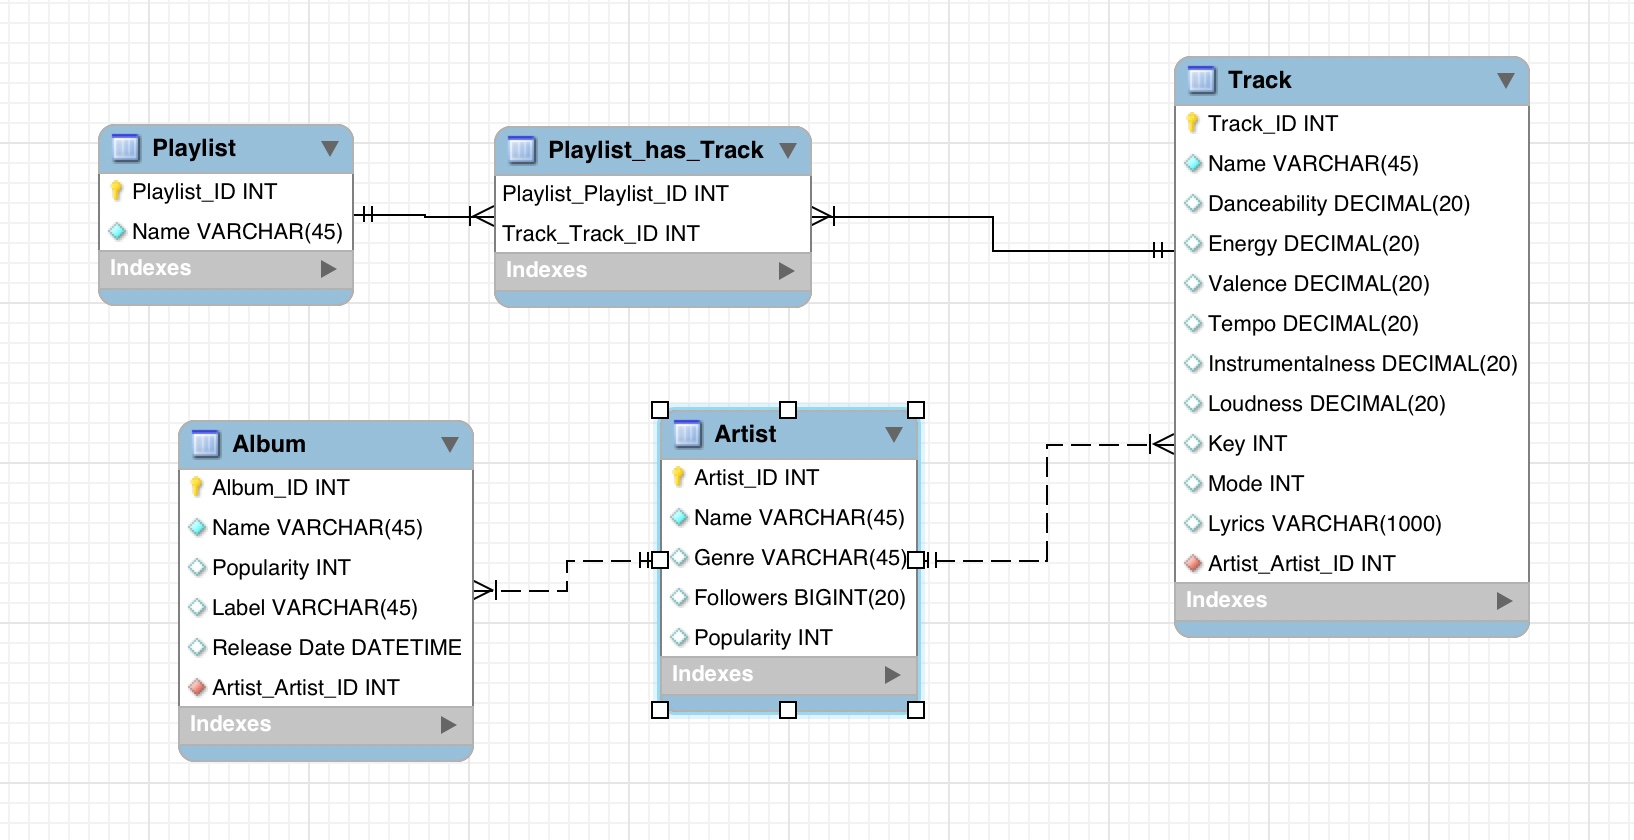 Playlist
Playlist_ID INT
Name VARCHAR(45)
Indexes
Playlist_has_Track
Playlist_Playlist_ID INT
Track_Track_ID INT
Indexes
Track
Track_ID INT
Name VARCHAR(45)
Danceability DECIMAL(20)
Energy DECIMAL(20)
Valence DECIMAL(20)
Tempo DECIMAL(20)
Instrumentalness DECIMAL(20)
Loudness DECIMAL(20)
Key INT
Mode INT
Lyrics VARCHAR(1000)
Artist_Artist_ID INT
Indexes
Album
Album_ID INT
Name VARCHAR(45)
Popularity INT
Label VARCHAR(45)
Release Date DATETIME
Artist_Artist_ID INT
Indexes
Artist
Artist_ID INT
Name VARCHAR(45)
Genre VARCHAR(45)
Followers BIGINT(20)
Popularity INT
Indexes